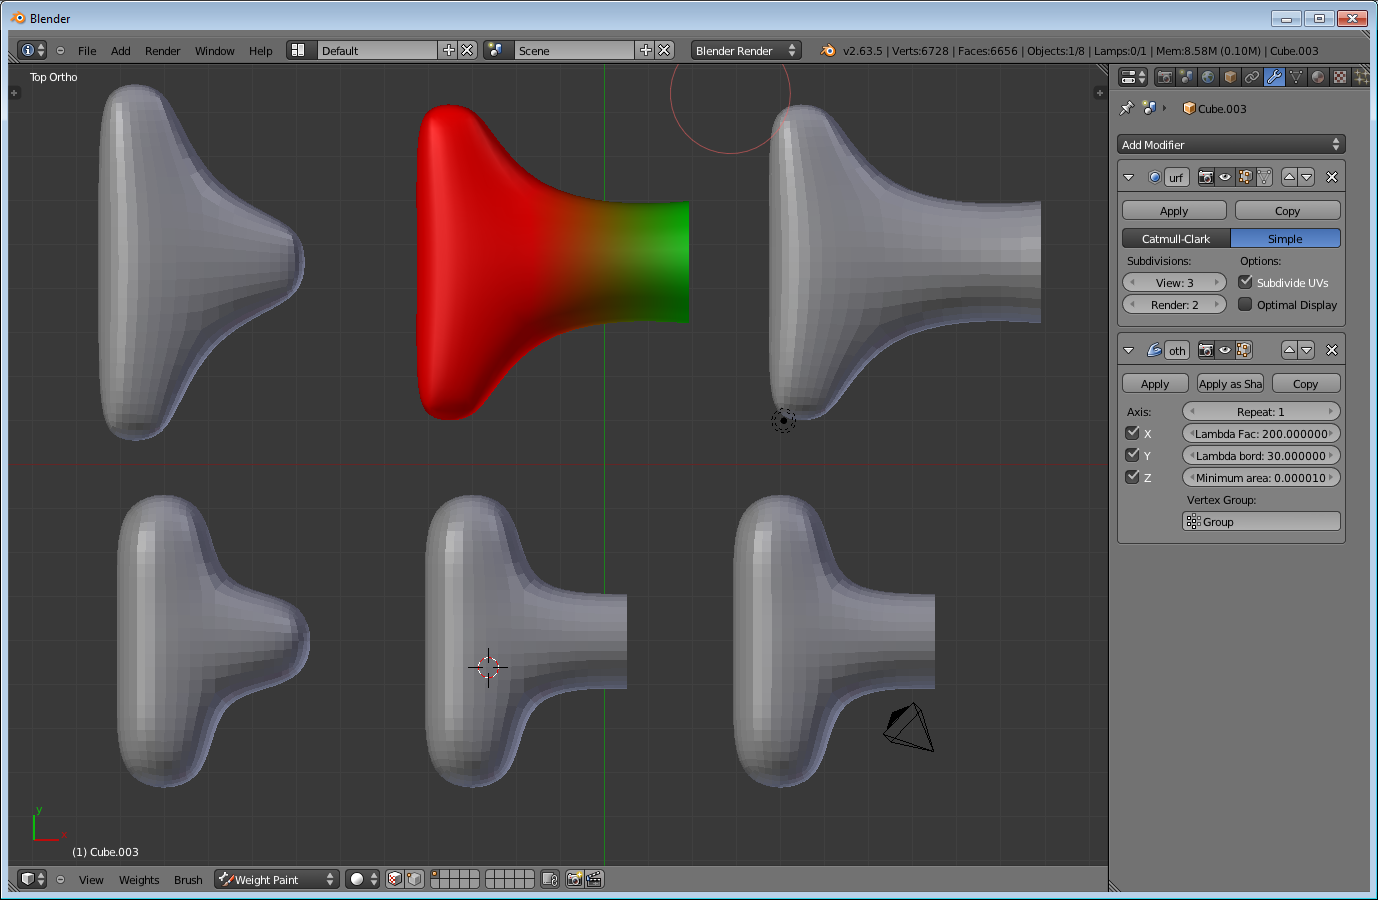 Blender
File Add Render Window Help Default Scene Blender Render v2.63.5 | Verts:6728 | Faces:6656 | Objects:1/8 | Lamps:0/1 | Mem:8.58M (0.10M) | Cube.003
Top Ortho
Cube.003
Add Modifier
urf
Apply Copy
Catmull-Clark Simple
Subdivisions: Options:
View: 3 Subdivide UVs
Render: 2 Optimal Display
oth
Apply Apply as Sha Copy
Axis: Repeat: 1
X Lambda Fac: 200.000000
Y Lambda bord: 30.000000
Z Minimum area: 0.000010
Vertex Group:
Group
y
(1) Cube.003
View Weights Brush Weight Paint